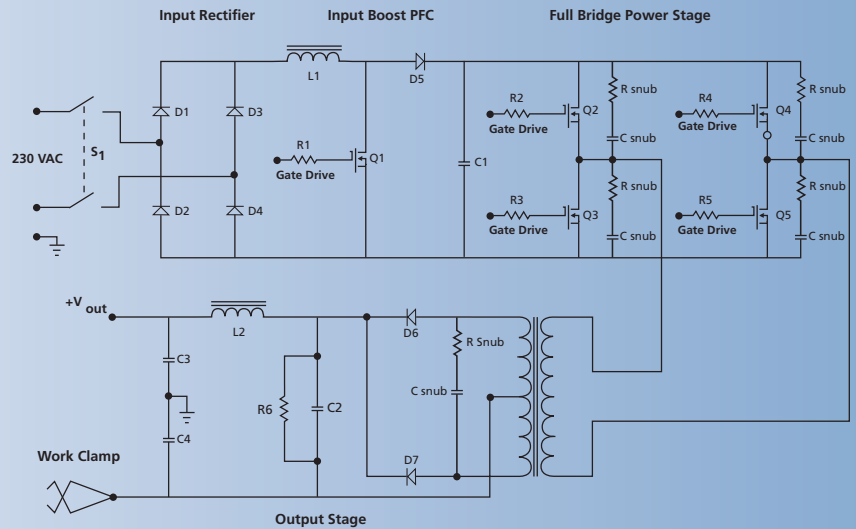 Input Rectifier
Input Boost PFC
Full Bridge Power Stage
L1
D5
D1
D3
R1
Gate Drive
Q1
C1
R2
Gate Drive
Q2
R snub
C snub
R4
Gate Drive
Q4
R snub
C snub
230 VAC
S1
D2
D4
R3
Gate Drive
Q3
R snub
C snub
R5
Gate Drive
Q5
R snub
C snub
+V out
L2
D6
R Snub
C snub
C3
R6
C2
C4
D7
Work Clamp
Output Stage